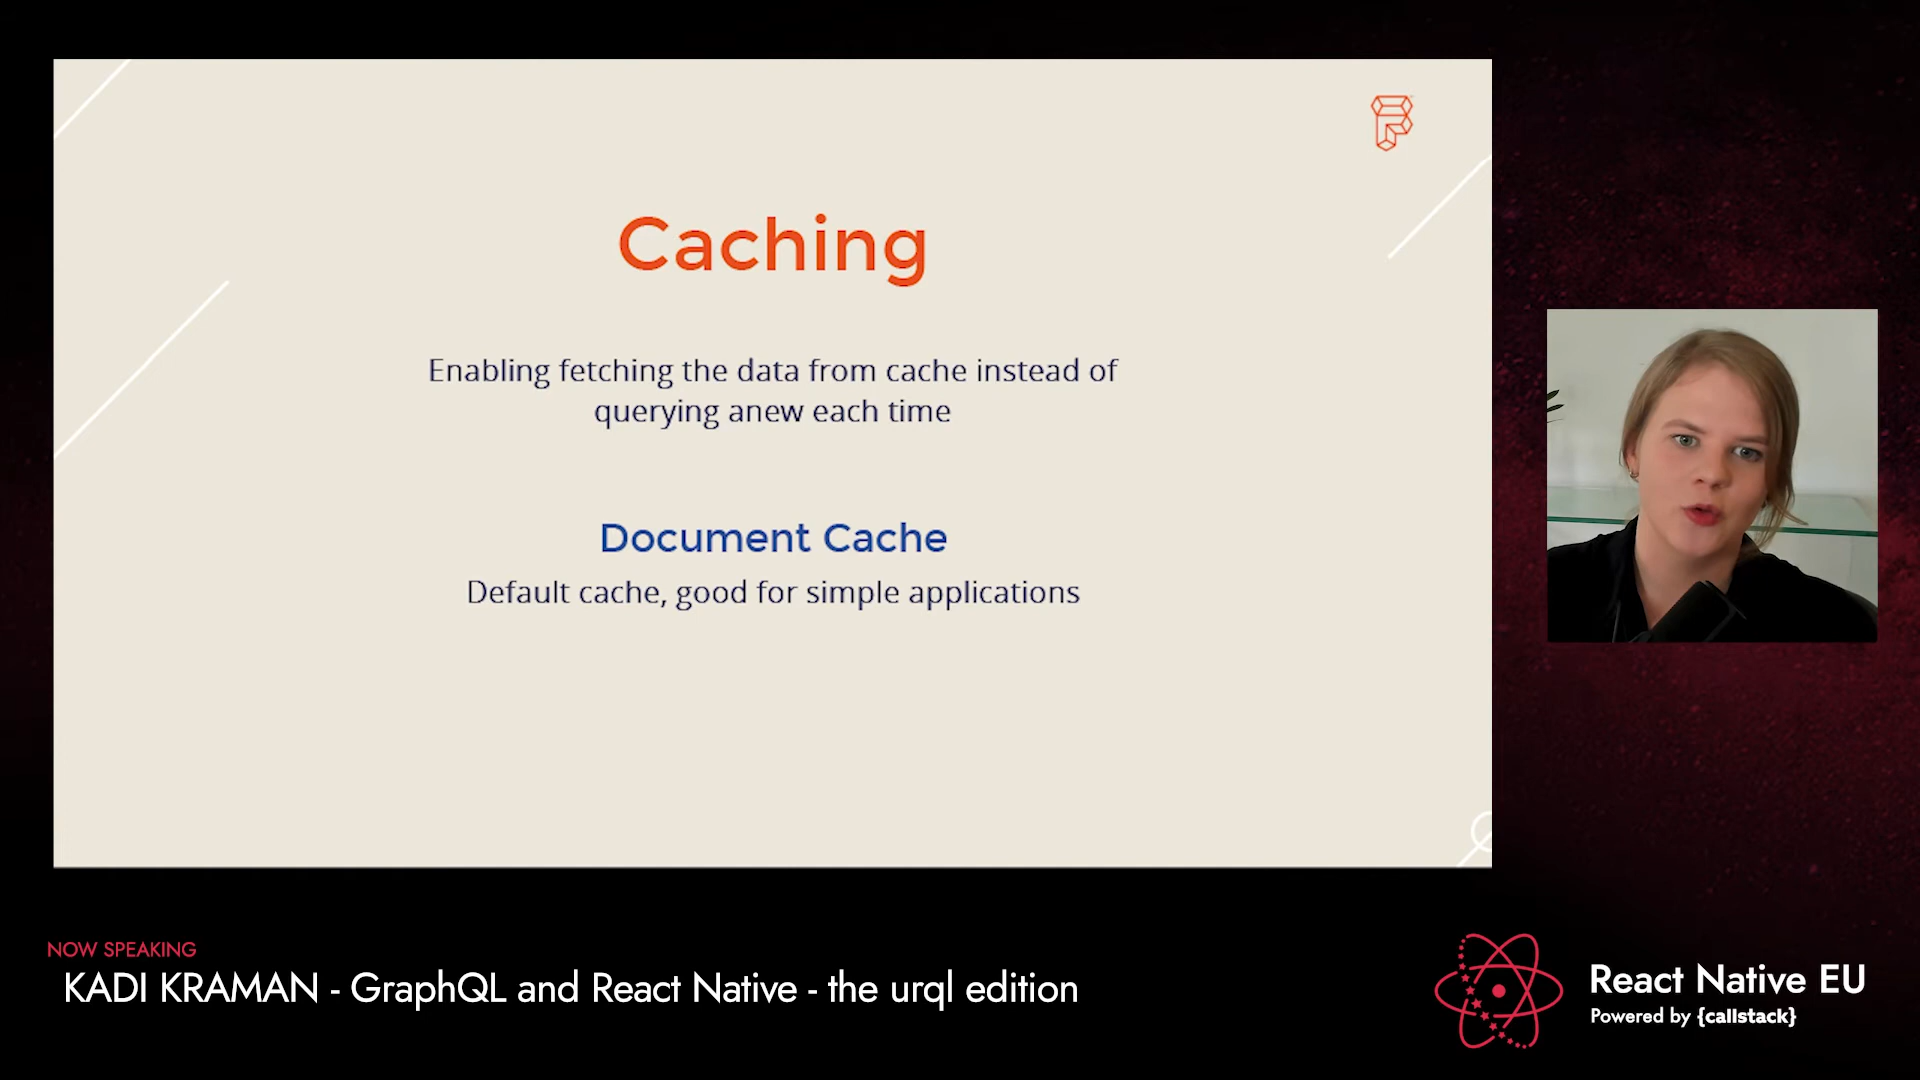 Caching
Enabling fetching the data from cache instead of
querying anew each time
Document Cache
Default cache, good for simple applications
NOW SPEAKING
KADI KRAMAN - GraphQL and React Native - the urql edition
React Native EU
Powered by {callstack}